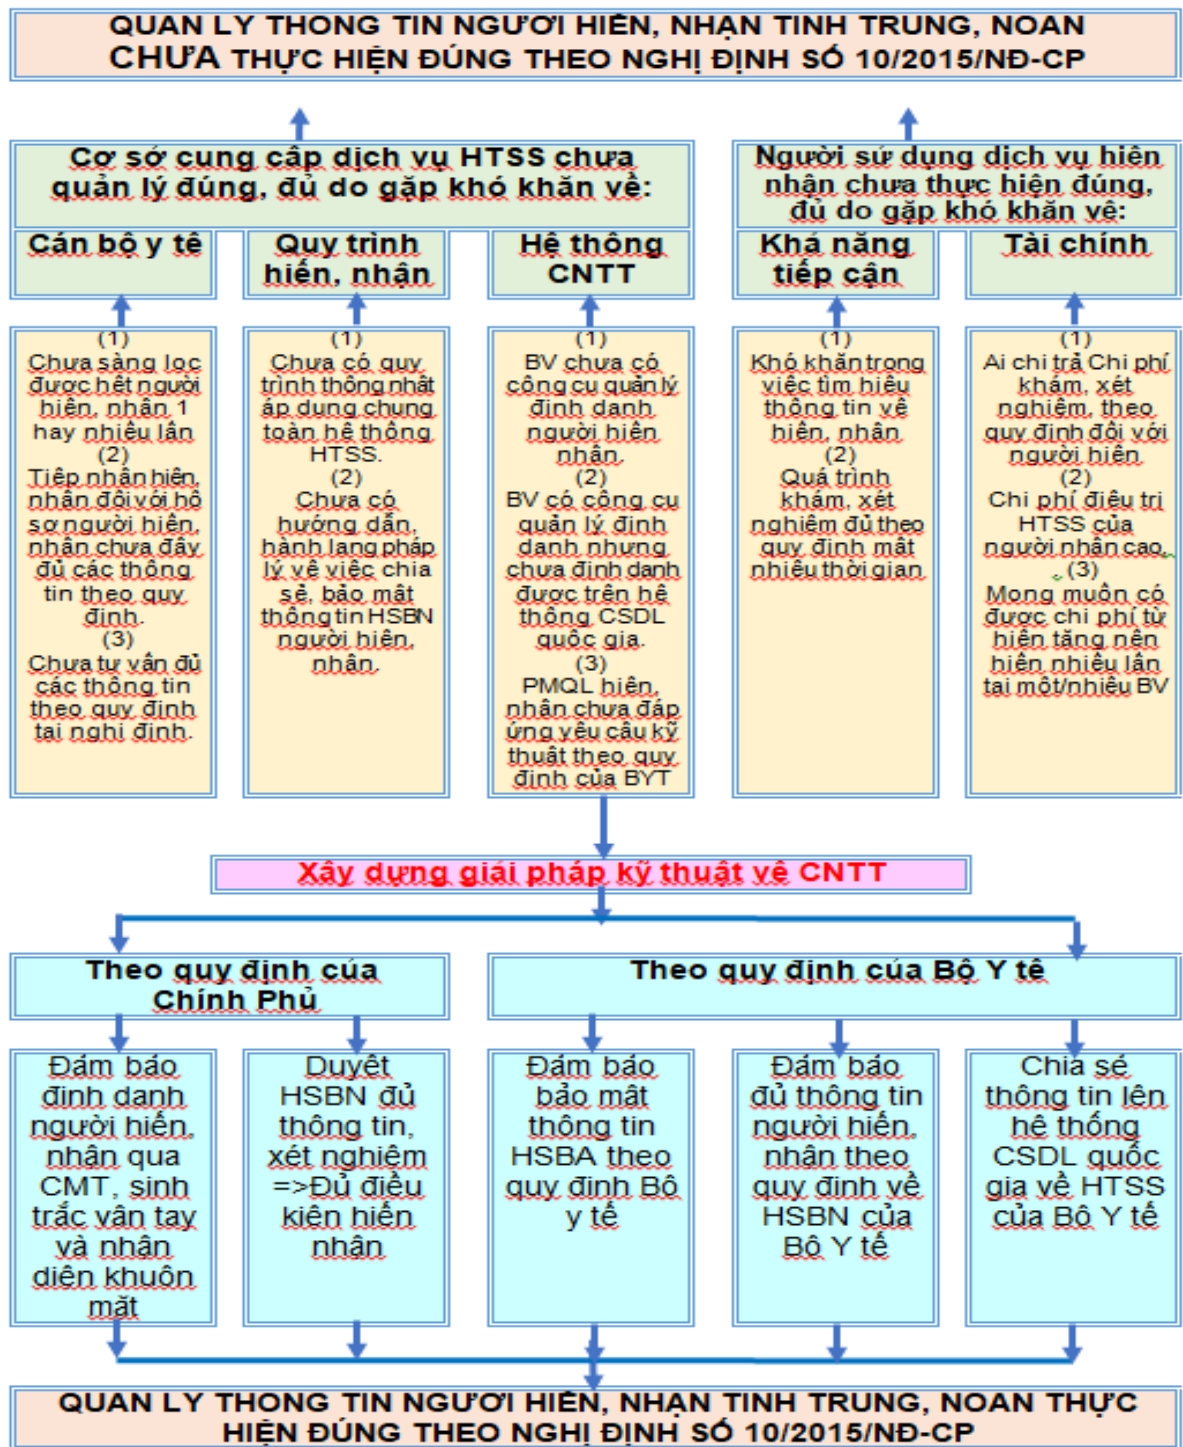 QUẢN LÝ THÔNG TIN NGƯỜI HIẾN, NHẬN TINH TRÙNG, NOÃN
CHƯA THỰC HIỆN ĐÚNG THEO NGHỊ ĐỊNH SỐ 10/2015/NĐ-CP
Cơ sở cung cấp dịch vụ HTSS chưa
quản lý đúng, đủ do gặp khó khăn về:
Người sử dụng dịch vụ hiến
nhận chưa thực hiện đúng,
đủ do gặp khó khăn về:
Cán bộ y tế
Quy trình
hiến, nhận
Hệ thống
CNTT
Khả năng
tiếp cận
Tài chính
(1)
Chưa sàng lọc
được hết người
hiến, nhận 1
hay nhiều lần
(2)
Tiếp nhận hiến,
nhận đối với hồ
sơ người hiến,
nhận chưa đầy
đủ các thông
tin theo quy
định.
(3)
Chưa tư vấn đủ
các thông tin
theo quy định
tại nghị định.
(1)
Chưa có quy
trình thống nhất
áp dụng chung
toàn hệ thống
HTSS.
(2)
Chưa có
hướng dẫn,
hành lang pháp
lý về việc chia
sẻ, bảo mật
thông tin HSBN
người hiến,
nhận.
(1)
BV chưa có
công cụ quản lý
định danh
người hiến
nhận.
(2)
BV có công cụ
quản lý định
danh nhưng
chưa định danh
được trên hệ
thống CSDL
quốc gia.
(3)
PMQL hiến,
nhận chưa đáp
ứng yêu cầu kỹ
thuật theo quy
định của BYT
(1)
Khó khăn trong
việc tìm hiểu
thông tin về
hiến, nhận
(2)
Quá trình
khám, xét
nghiệm đủ theo
quy định mất
nhiều thời gian
(1)
Ai chi trả Chi phí
khám, xét
nghiệm, theo
quy định đối với
người hiến
(2)
Chi phí điều trị
HTSS của
người nhận cao,
. (3)
Mong muốn có
được chi phí từ
hiến tặng nên
hiến nhiều lần
tại một/nhiều BV
Xây dựng giải pháp kỹ thuật về CNTT
Theo quy định của
Chính Phủ
Theo quy định của Bộ Y tế
Đảm bảo
định danh
người hiến,
nhận qua
CMT, sinh
trắc vân tay
và nhận
diện khuôn
mặt
Duyệt
HSBN đủ
thông tin,
xét nghiệm
=>Đủ điều
kiện hiến
nhận
Đảm bảo
bảo mật
thông tin
HSBA theo
quy định Bộ
y tế
Đảm bảo
đủ thông tin
người hiến,
nhận theo
quy định về
HSBN của
Bộ Y tế
Chia sẻ
thông tin lên
hệ thống
CSDL quốc
gia về HTSS
của Bộ Y tế
QUẢN LÝ THÔNG TIN NGƯỜI HIẾN, NHẬN TINH TRÙNG, NOÃN THỰC
HIỆN ĐÚNG THEO NGHỊ ĐỊNH SỐ 10/2015/NĐ-CP